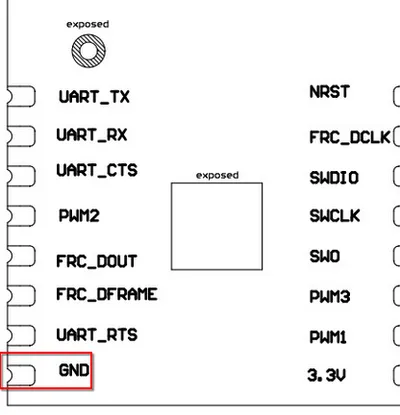 exposed
UART_TX
UART_RX
UART_CTS
PWM2
FRC_DOUT
FRC_DFRAME
UART_RTS
GND
exposed
NRST
FRC_DCLK
SWDIO
SWCLK
SWO
PWM3
PWM1
3.3V